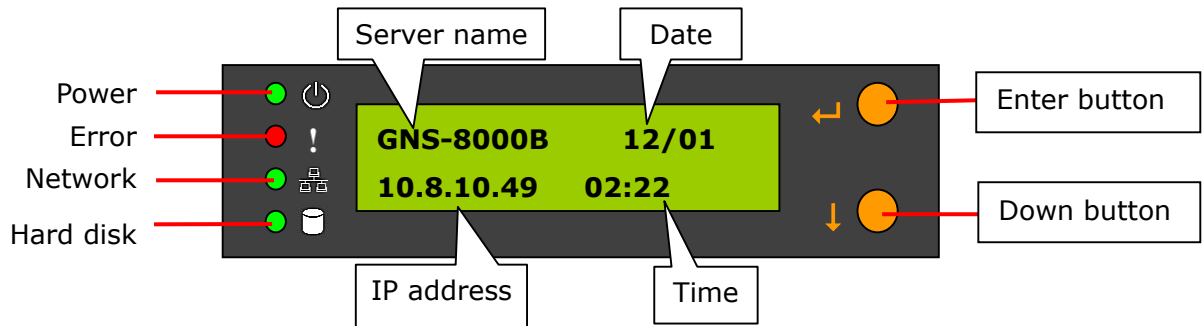 Server name
Date
Power
Error
Network
Hard disk
!
GNS-8000B 12/01
10.8.10.49 02:22
Enter button
Down button
IP address
Time